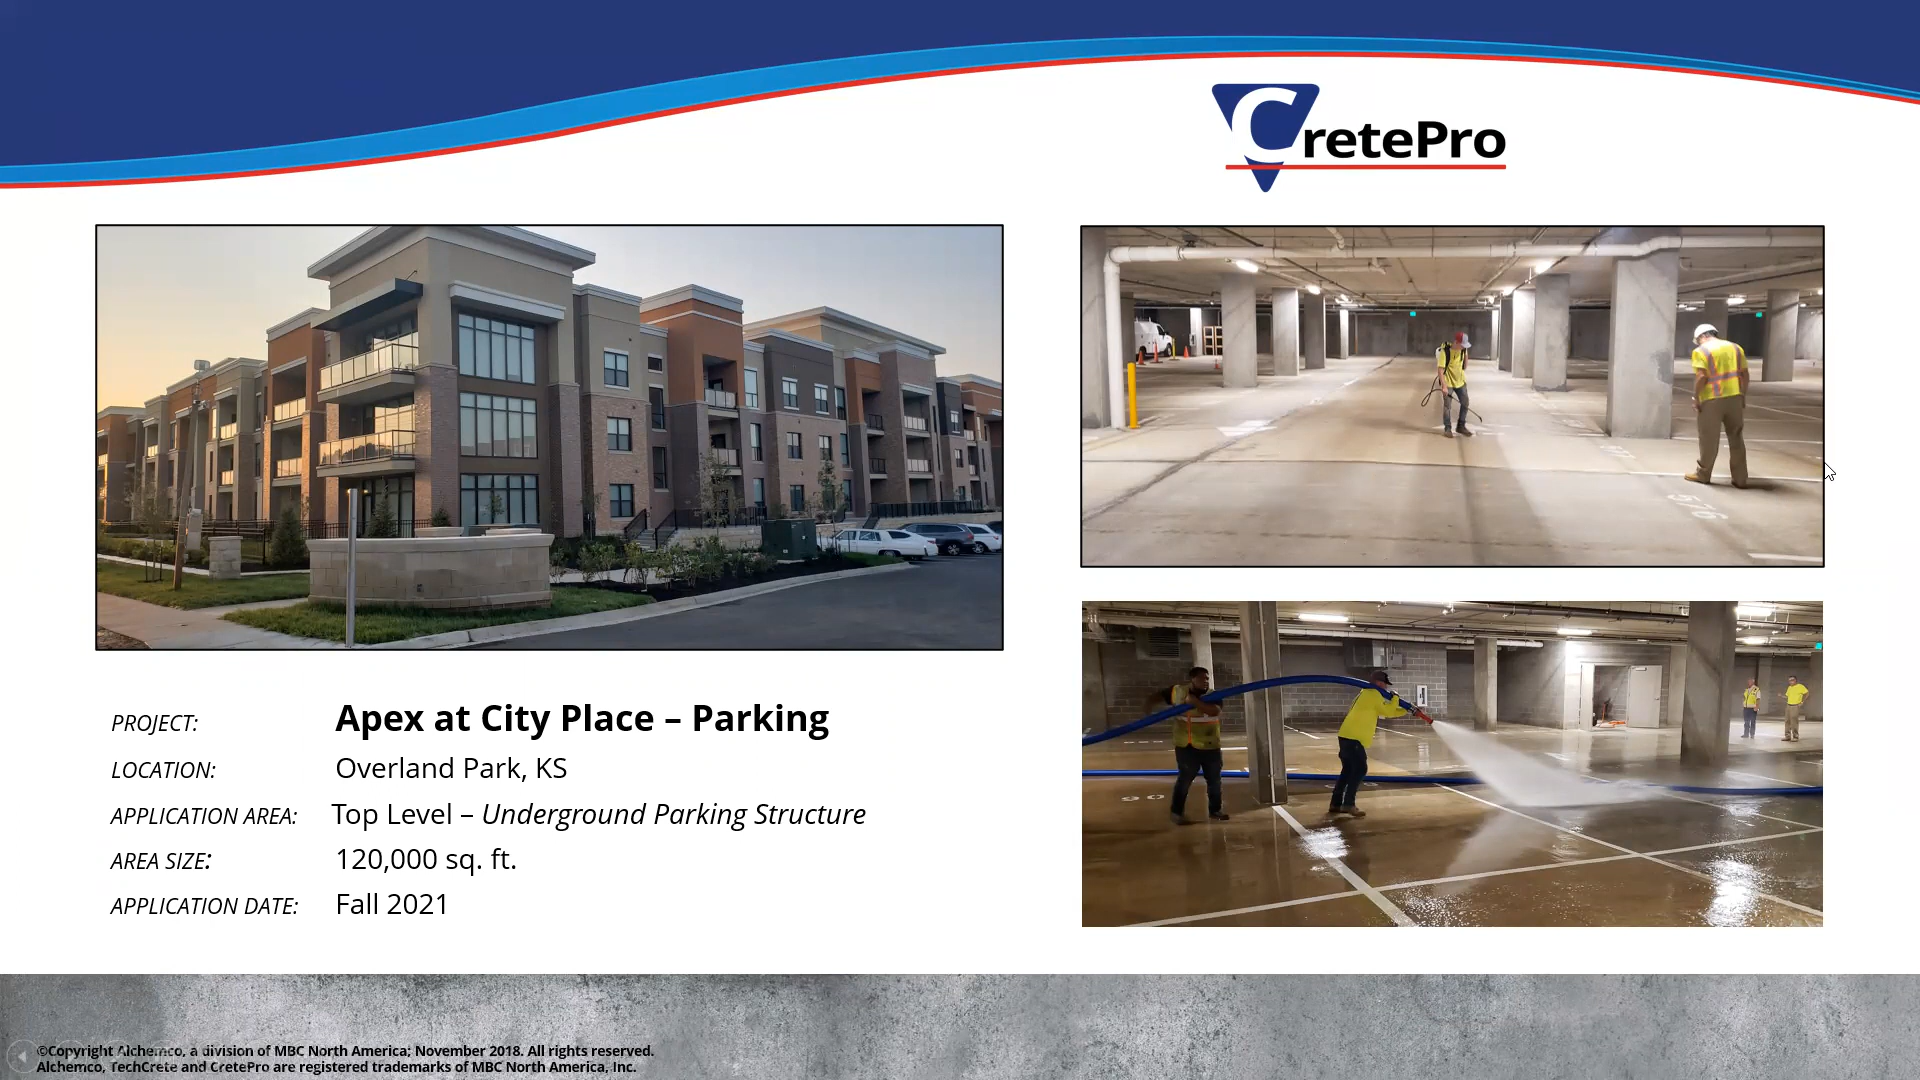 CretePro
PROJECT: Apex at City Place – Parking
LOCATION: Overland Park, KS
APPLICATION AREA: Top Level – Underground Parking Structure
AREA SIZE: 120,000 sq. ft.
APPLICATION DATE: Fall 2021
576
90
©Copyright Alchemco, a division of MBC North America; November 2018. All rights reserved.
Alchemco, TechCrete and CretePro are registered trademarks of MBC North America, Inc.